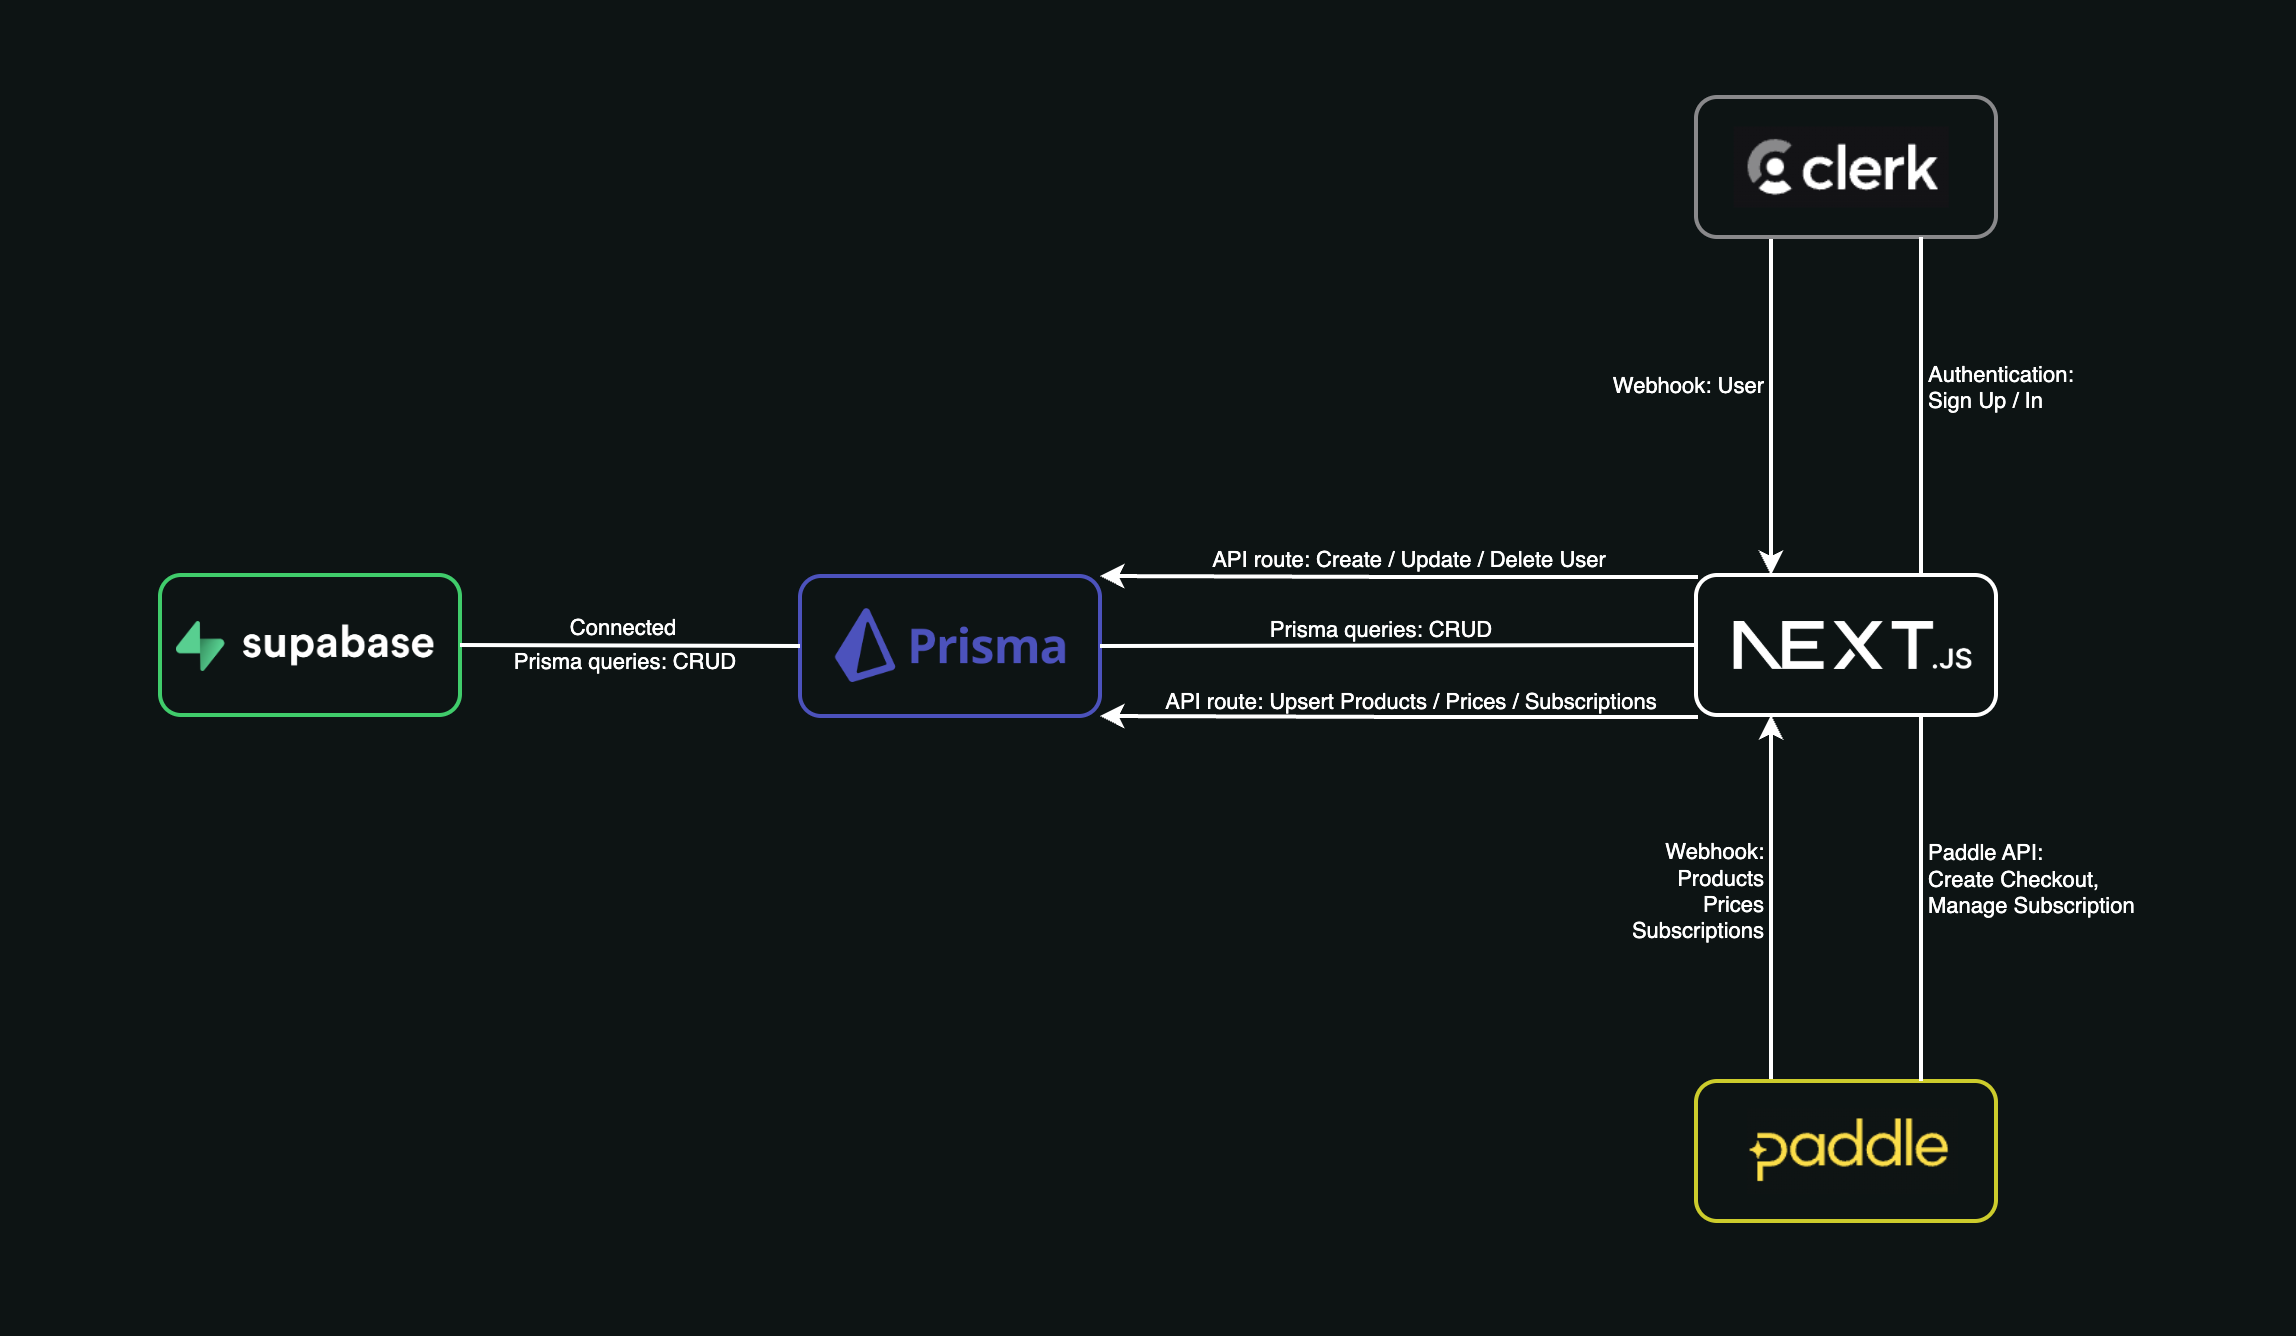 clerk
Webhook: User
Authentication:
Sign Up / In
API route: Create / Update / Delete User
supabase
Connected
Prisma queries: CRUD
Prisma
Prisma queries: CRUD
NEXT.JS
API route: Upsert Products / Prices / Subscriptions
Webhook:
Products
Prices
Subscriptions
Paddle API:
Create Checkout,
Manage Subscription
paddle